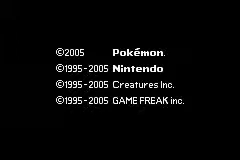 ©2005 Pokémon.
©1995-2005 Nintendo
©1995-2005 Creatures Inc.
©1995-2005 GAME FREAK inc.